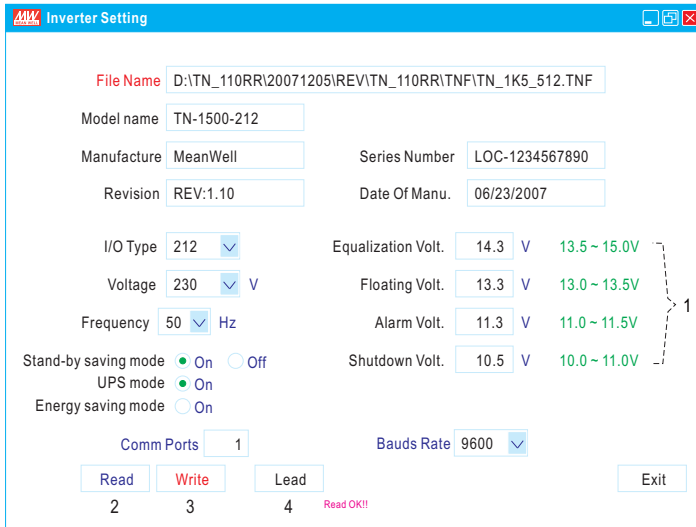 MW MEAN WELL Inverter Setting
File Name D:\TN_110RR\20071205\REV\TN_110RR\TNF\TN_1K5_512.TNF
Model name TN-1500-212
Manufacture MeanWell Series Number LOC-1234567890
Revision REV:1.10 Date Of Manu. 06/23/2007
I/O Type 212 Equalization Volt. 14.3 V 13.5 ~ 15.0V
Voltage 230 V Floating Volt. 13.3 V 13.0 ~ 13.5V
1
Frequency 50 Hz Alarm Volt. 11.3 V 11.0 ~ 11.5V
Stand-by saving mode On Off Shutdown Volt. 10.5 V 10.0 ~ 11.0V
UPS mode On
Energy saving mode On
Comm Ports 1 Bauds Rate 9600
Read Write Lead Exit
2 3 4 Read OK!!